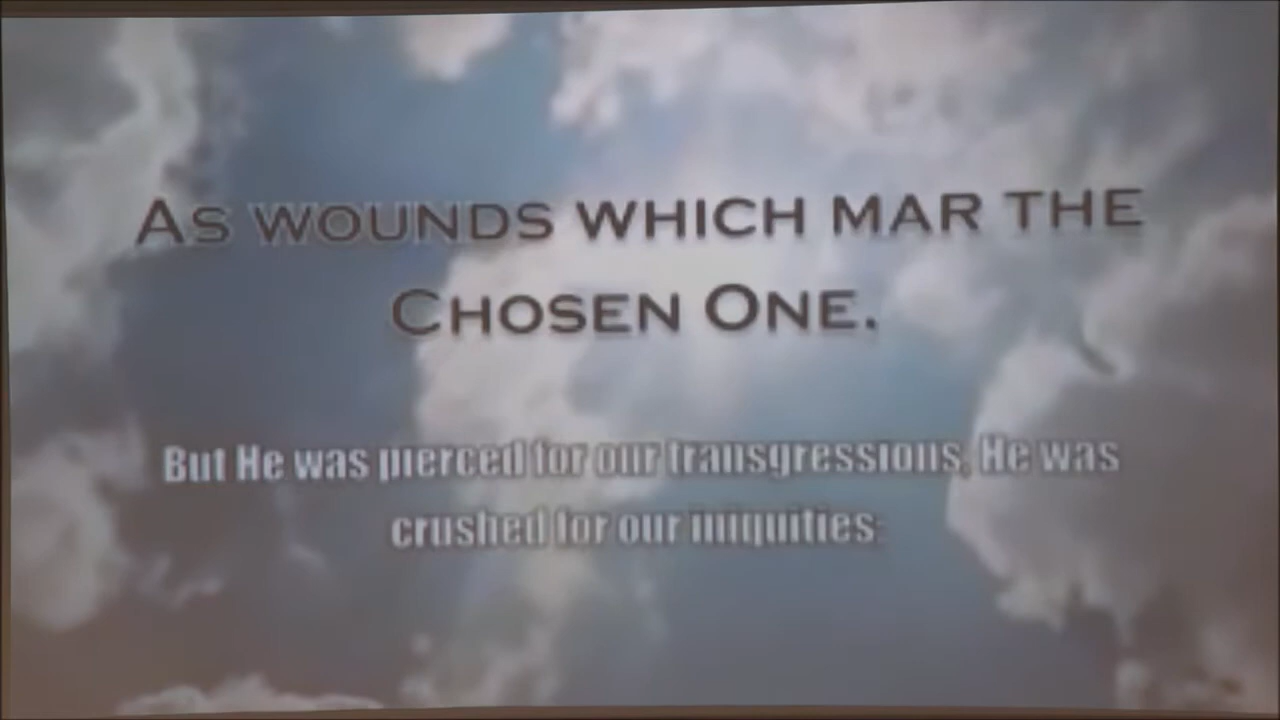 AS WOUNDS WHICH MAR THE
CHOSEN ONE.
But He was pierced for our transgressions, He was
crushed for our iniquities;